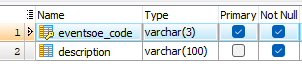 Name Type Primary Not Null
1 eventsoe_code varchar(3)
2 description varchar(100)